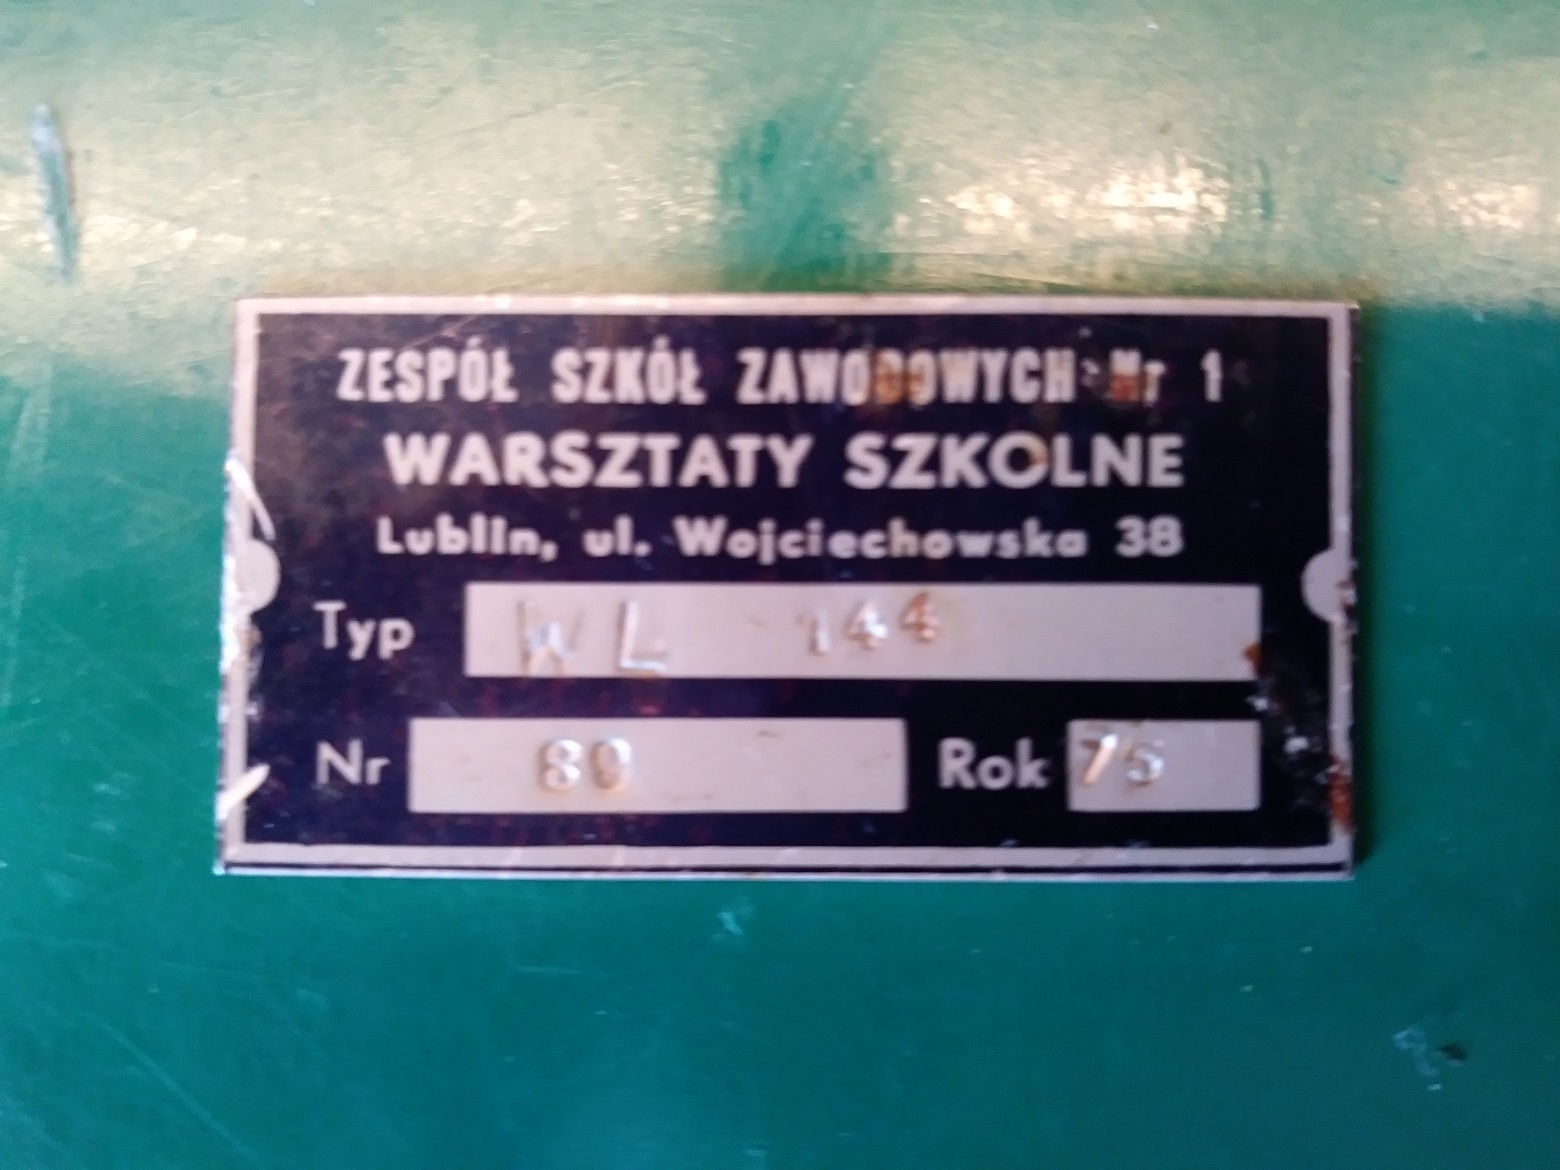 ZESPÓŁ SZKÓŁ ZAWODOWYCH Nr 1
WARSZTATY SZKOLNE
Lublin, ul. Wojciechowska 38
Typ WL 144
Nr 80 Rok 75